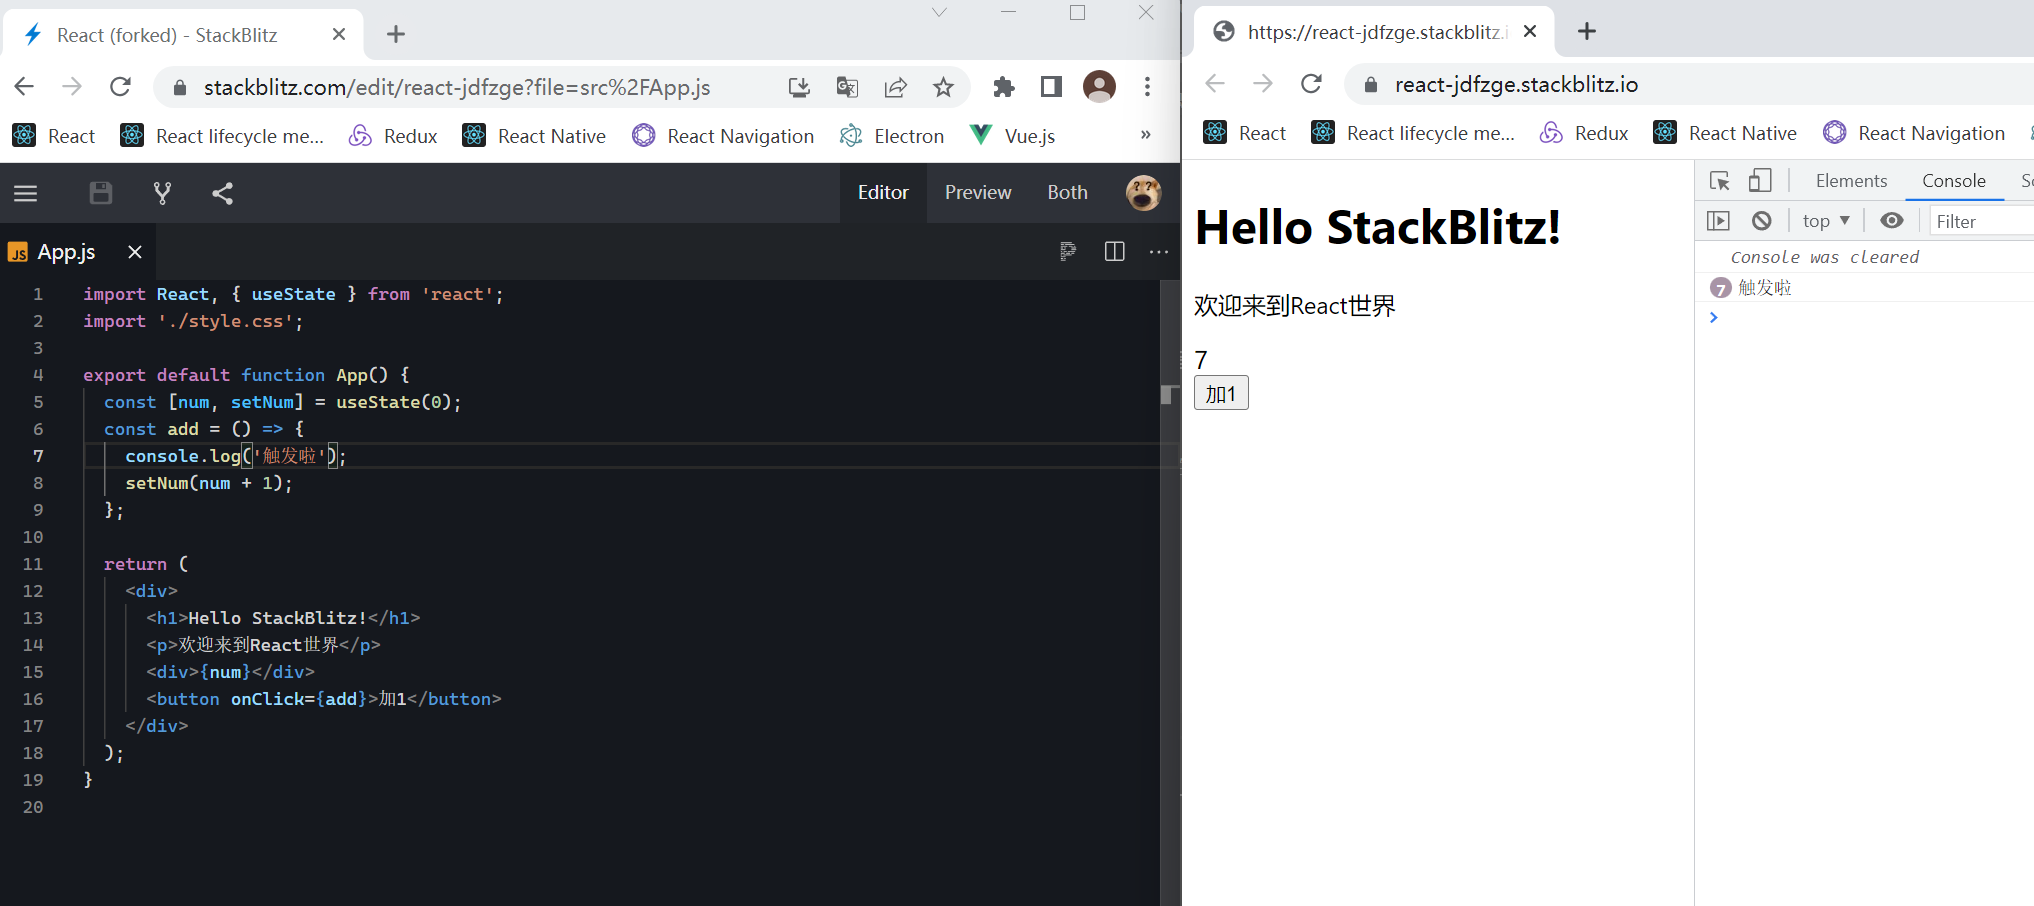 React (forked) - StackBlitz
stackblitz.com/edit/react-jdfzge?file=src%2FApp.js
React
React lifecycle me...
Redux
React Native
React Navigation
Electron
Vue.js
»
Editor
Preview
Both
JS App.js
1 import React, { useState } from 'react';
2 import './style.css';
3
4 export default function App() {
5 const [num, setNum] = useState(0);
6 const add = () => {
7 console.log('触发啦');
8 setNum(num + 1);
9 };
10
11 return (
12 <div>
13 <h1>Hello StackBlitz!</h1>
14 <p>欢迎来到React世界</p>
15 <div>{num}</div>
16 <button onClick={add}>加1</button>
17 </div>
18 );
19 }
20
https://react-jdfzge.stackblitz.i
react-jdfzge.stackblitz.io
React
React lifecycle me...
Redux
React Native
React Navigation
Hello StackBlitz!
欢迎来到React世界
7
加1
Elements
Console
top
Filter
Console was cleared
7 触发啦